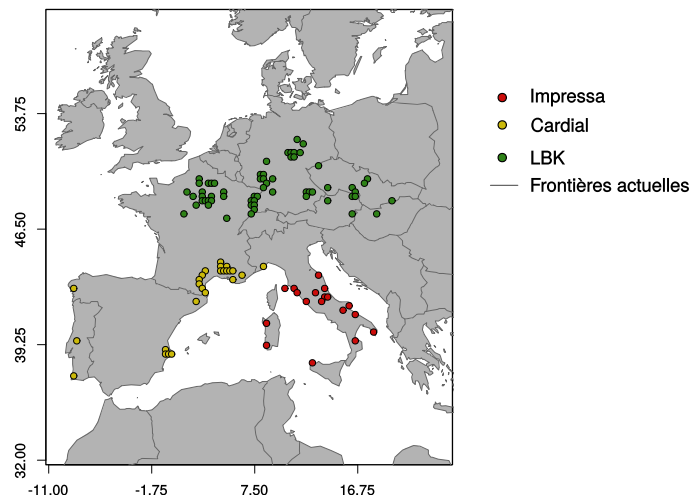 53.75
46.50
39.25
32.00
-11.00
-1.75
7.50
16.75
Impressa
Cardial
LBK
Frontières actuelles